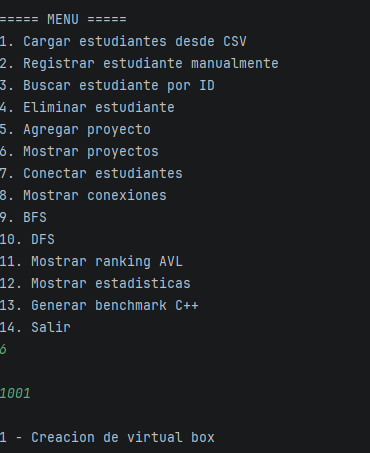 ===== MENU =====
1. Cargar estudiantes desde CSV
2. Registrar estudiante manualmente
3. Buscar estudiante por ID
4. Eliminar estudiante
5. Agregar proyecto
6. Mostrar proyectos
7. Conectar estudiantes
8. Mostrar conexiones
9. BFS
10. DFS
11. Mostrar ranking AVL
12. Mostrar estadisticas
13. Generar benchmark C++
14. Salir
6
1001
1 - Creacion de virtual box